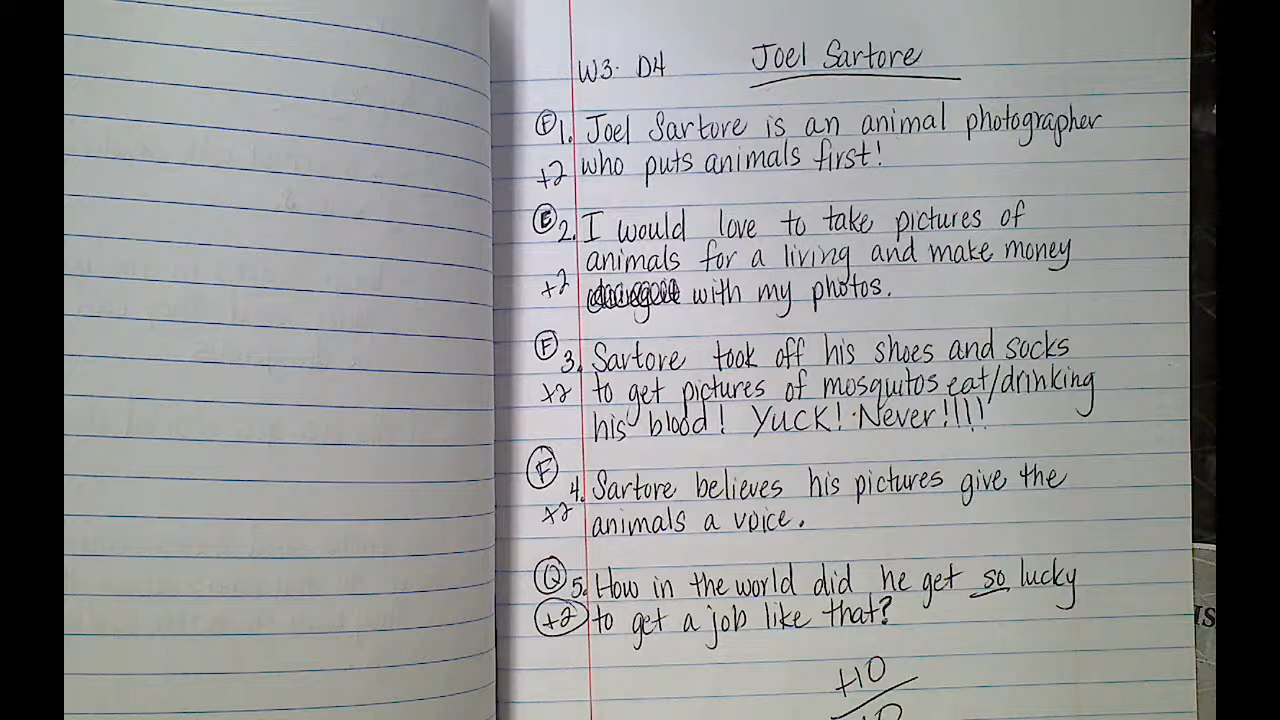 W3· D4 Joel Sartore
(F) 1. Joel Sartore is an animal photographer
+2 who puts animals first!
(E) 2. I would love to take pictures of
animals for a living and make money
+2 with my photos.
(F) 3. Sartore took off his shoes and socks
+2 to get pictures of mosquitos eat/drinking
his blood! YUCK! Never!!!!
(F) 4. Sartore believes his pictures give the
+2 animals a voice.
(Q) 5. How in the world did he get so lucky
+2 to get a job like that?
+10
10
IS